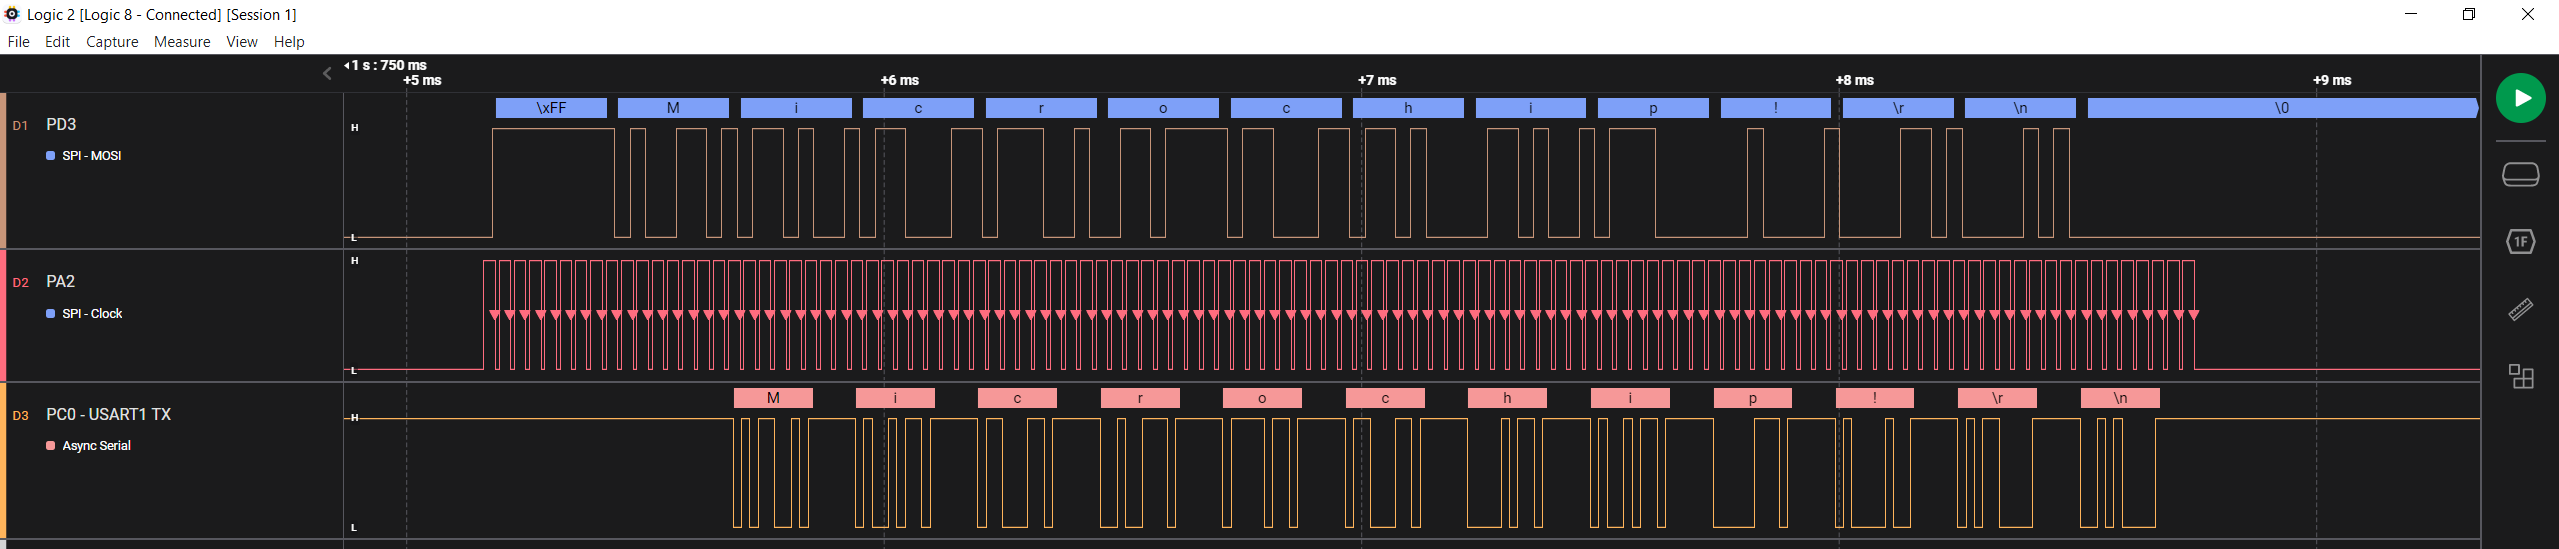 Logic 2 [Logic 8 - Connected] [Session 1]
File Edit Capture Measure View Help
1 s : 750 ms
+5 ms +6 ms +7 ms +8 ms +9 ms
\xFF M i c r o c h i p ! \r \n \0
D1 PD3
H
SPI - MOSI
L
H
D2 PA2
SPI - Clock
L
M i c r o c h i p ! \r \n
D3 PC0 - USART1 TX
H
Async Serial
L
1F